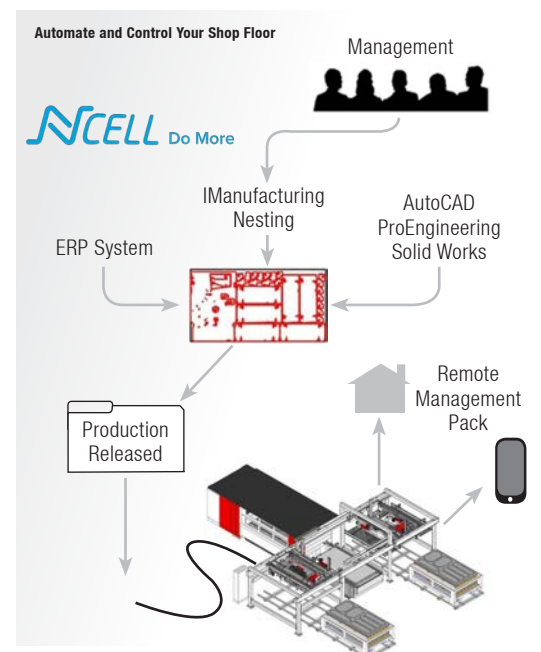 Automate and Control Your Shop Floor
Management
NCELL Do More
IManufacturing
Nesting
AutoCAD
ProEngineering
Solid Works
ERP System
Remote
Management
Pack
Production
Released